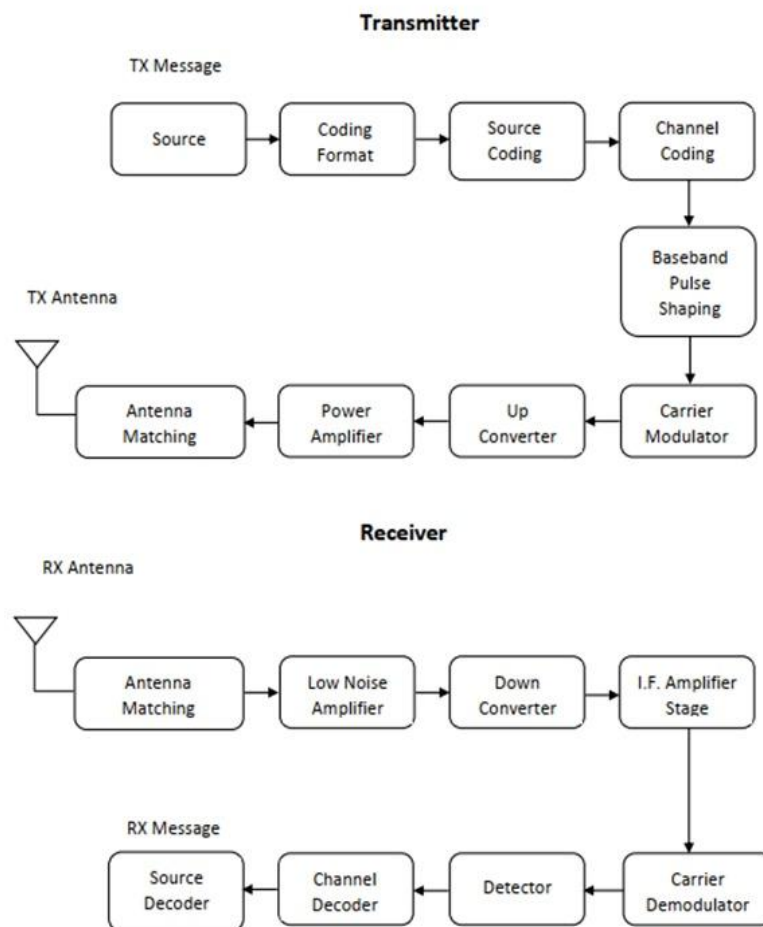 Transmitter
TX Message
Source
Coding
Format
Source
Coding
Channel
Coding
Baseband
Pulse
Shaping
TX Antenna
Antenna
Matching
Power
Amplifier
Up
Converter
Carrier
Modulator
Receiver
RX Antenna
Antenna
Matching
Low Noise
Amplifier
Down
Converter
I.F. Amplifier
Stage
RX Message
Source
Decoder
Channel
Decoder
Detector
Carrier
Demodulator